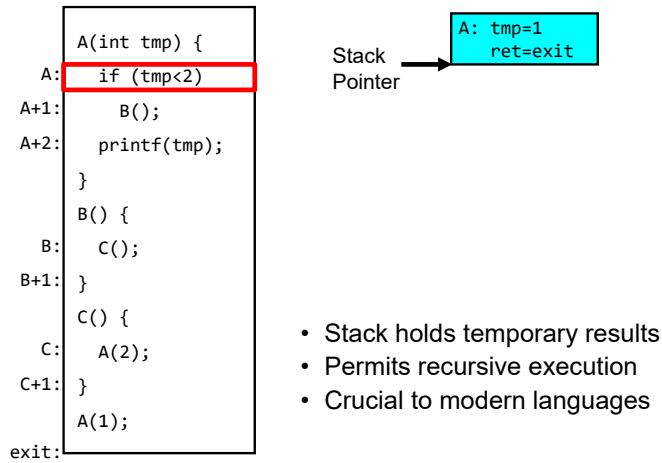 A(int tmp) {
A: if (tmp<2)
A+1: B();
A+2: printf(tmp);
}
B() {
B: C();
B+1: }
C() {
C: A(2);
C+1: }
A(1);
exit:
Stack
Pointer
A: tmp=1
ret=exit
• Stack holds temporary results
• Permits recursive execution
• Crucial to modern languages